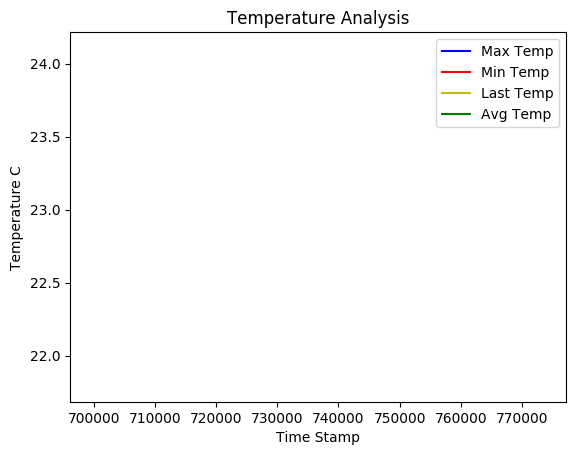 Temperature Analysis
Max Temp
Min Temp
Last Temp
Avg Temp
24.0
23.5
23.0
22.5
22.0
Temperature C
700000 710000 720000 730000 740000 750000 760000 770000
Time Stamp